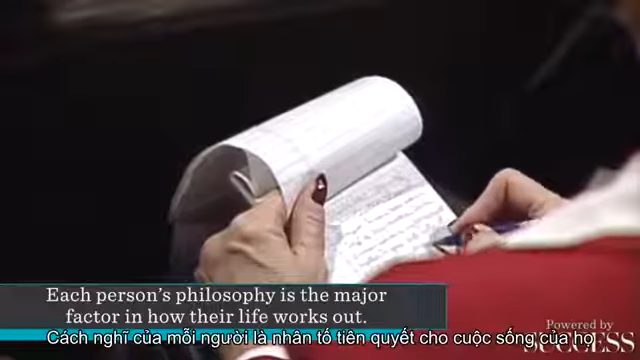 Each person's philosophy is the major
factor in how their life works out.
Powered by
SUCCESS
Cách nghĩ của mỗi người là nhân tố tiên quyết cho cuộc sống của họ